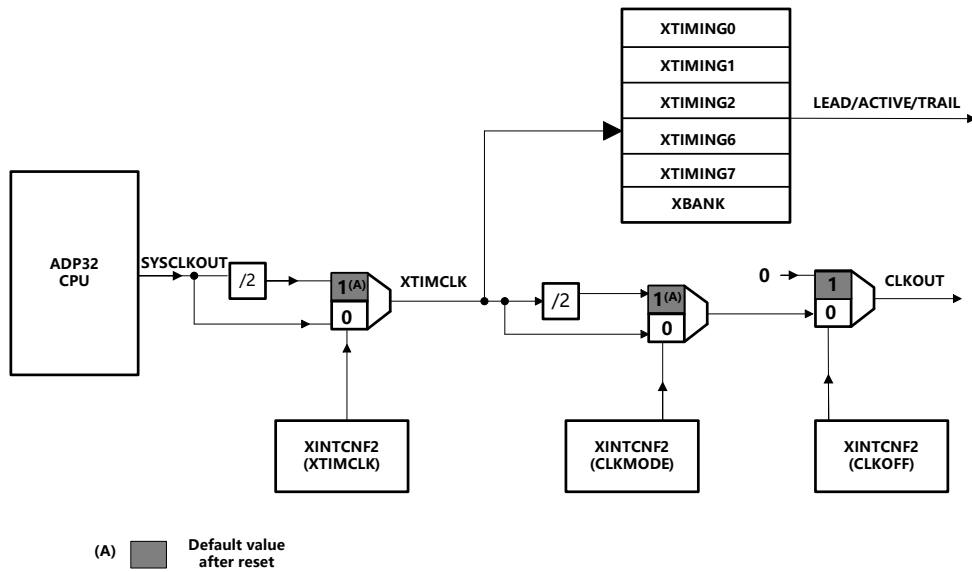 XTIMING0
XTIMING1
XTIMING2
LEAD/ACTIVE/TRAIL
XTIMING6
XTIMING7
XBANK
ADP32
CPU
SYSCLKOUT
/2
1(A)
0
XTIMCLK
/2
1(A)
0
0
1
0
CLKOUT
XINTCNF2
(XTIMCLK)
XINTCNF2
(CLKMODE)
XINTCNF2
(CLKOFF)
(A)
Default value
after reset